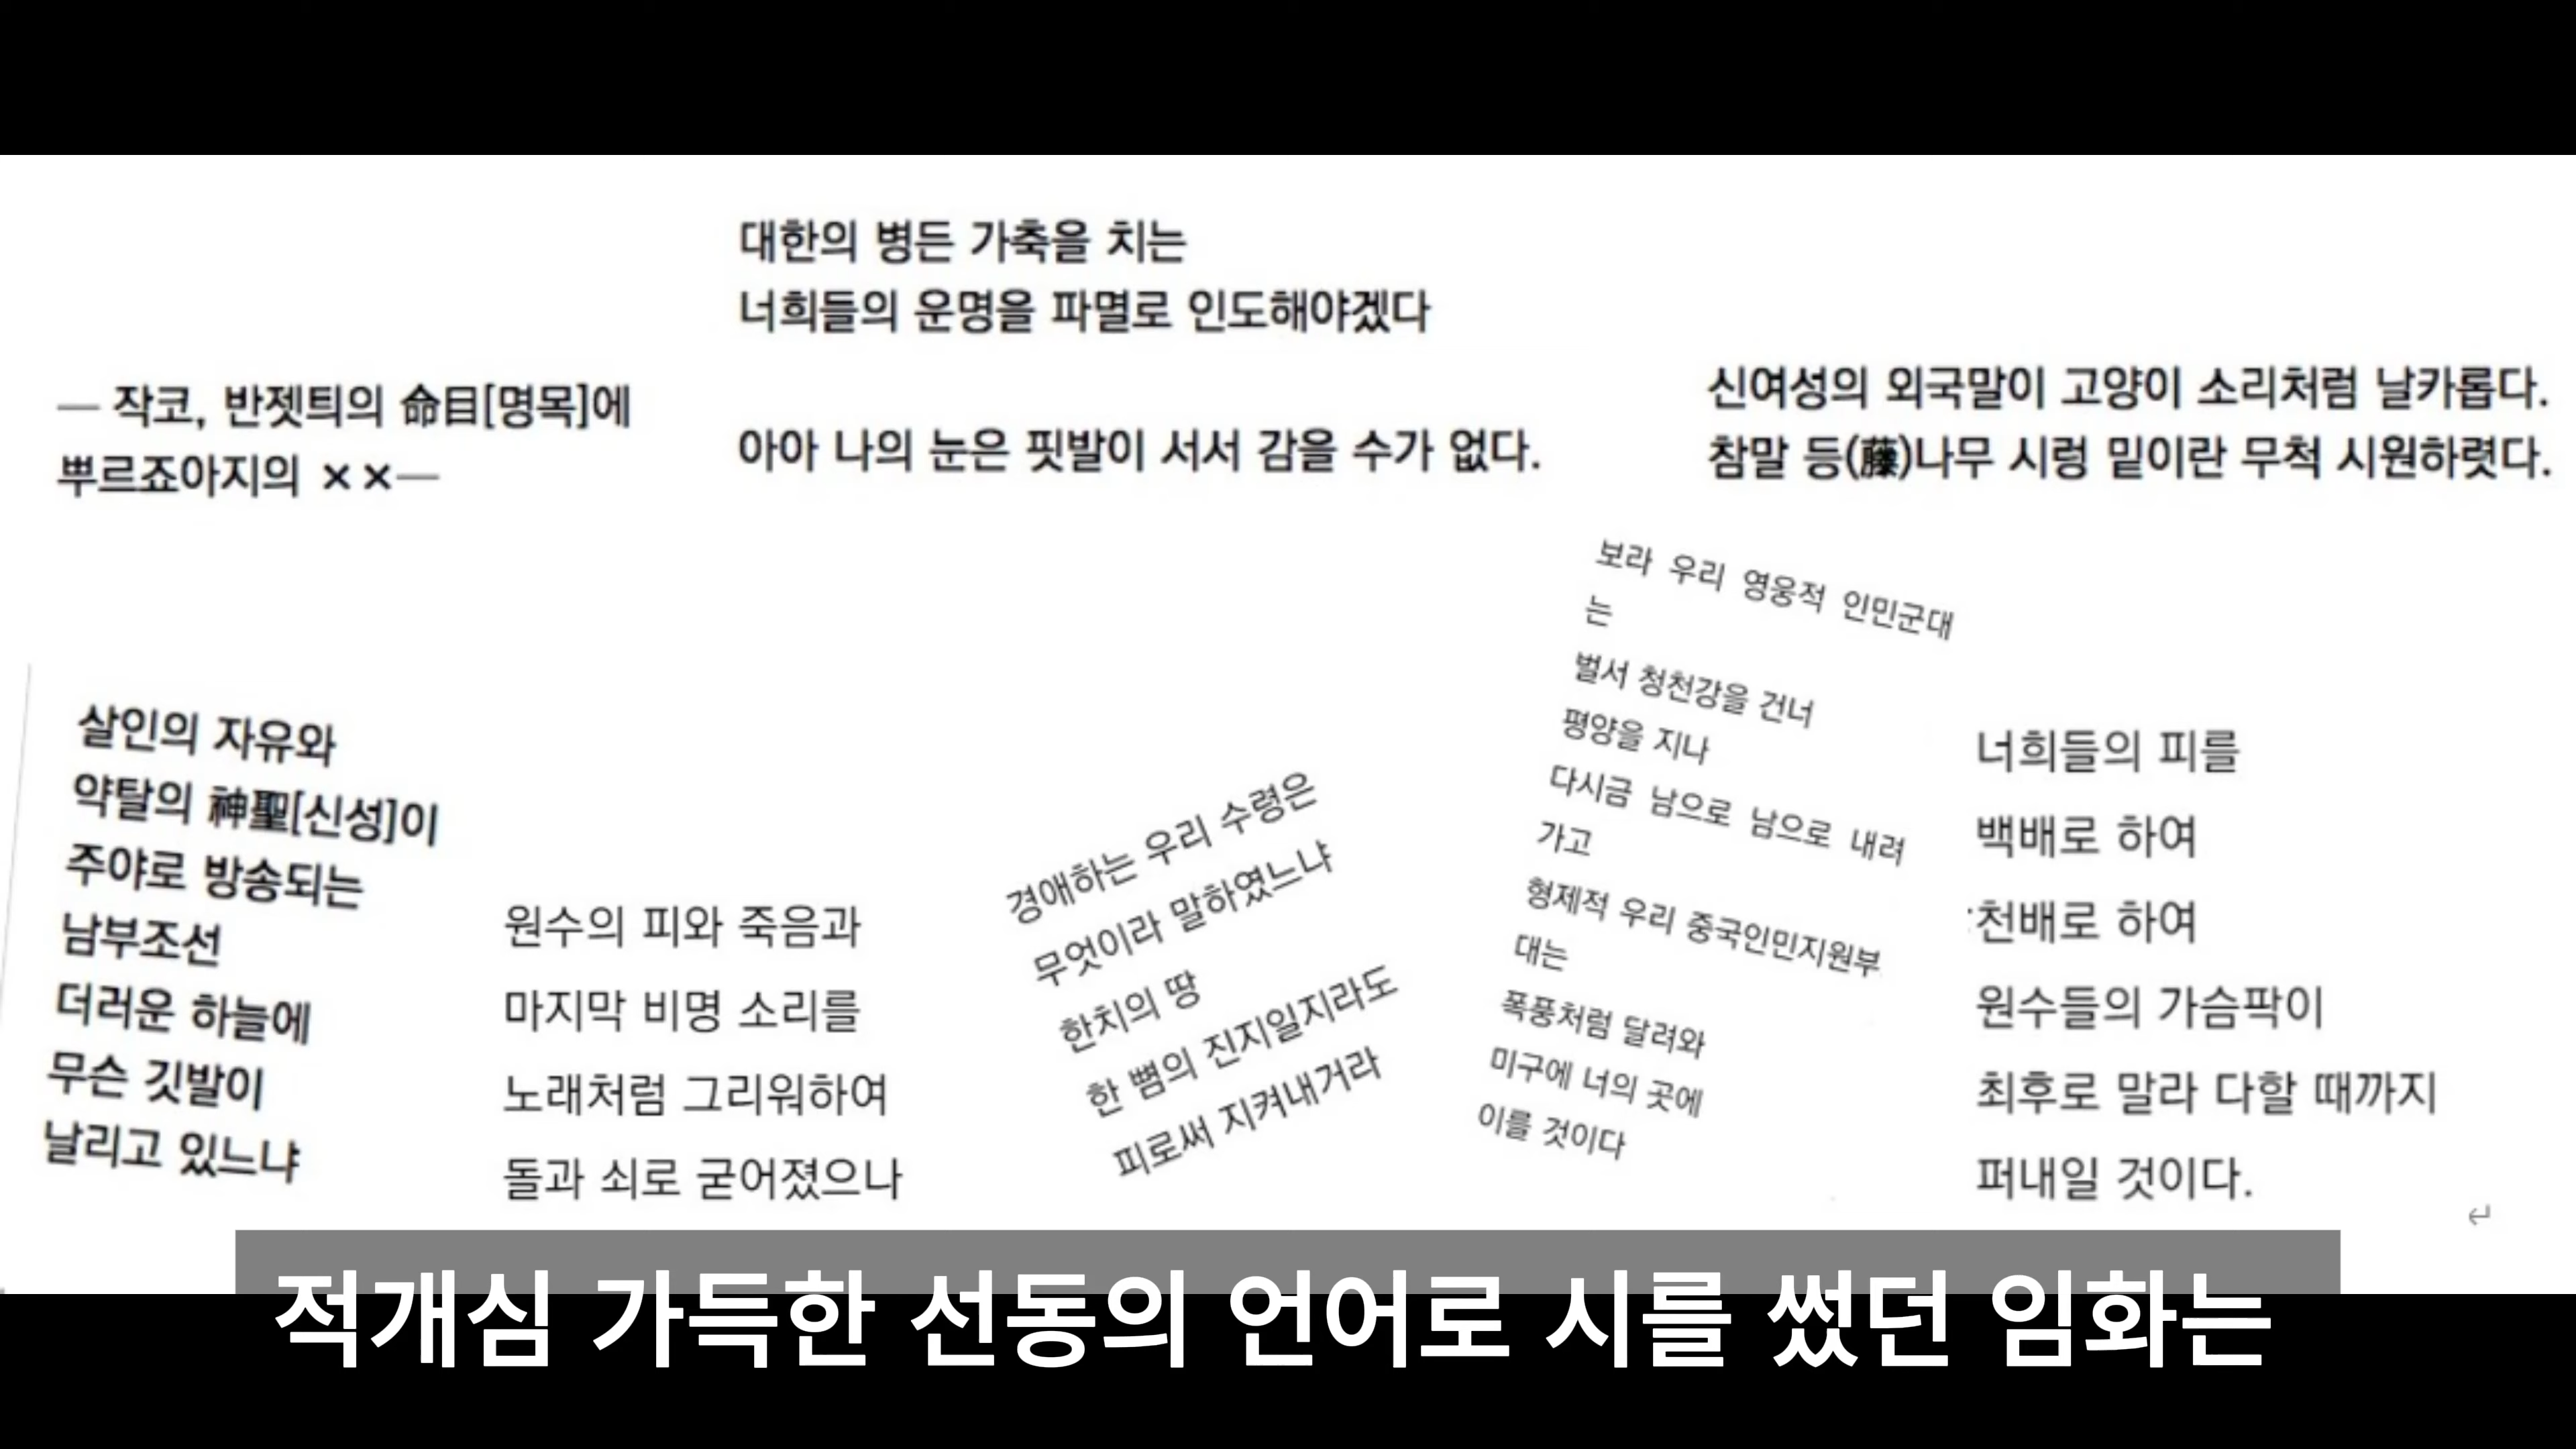 대한의 병든 가축을 치는
너희들의 운명을 파멸로 인도해야겠다
아아 나의 눈은 핏발이 서서 감을 수가 없다.
— 작코, 반젯틔의 命目[명목]에
뿌르죠아지의 ××—
신여성의 외국말이 고양이 소리처럼 날카롭다.
참말 등(藤)나무 시렁 밑이란 무척 시원하렷다.
살인의 자유와
약탈의 神聖[신성]이
주야로 방송되는
남부조선
더러운 하늘에
무슨 깃발이
날리고 있느냐
원수의 피와 죽음과
마지막 비명 소리를
노래처럼 그리워하여
돌과 쇠로 굳어졌으나
경애하는 우리 수령은
무엇이라 말하였느냐
한치의 땅
한 뼘의 진지일지라도
피로써 지켜내거라
보라 우리 영웅적 인민군대
는
벌서 청천강을 건너
평양을 지나
다시금 남으로 남으로 내려
가고
형제적 우리 중국인민지원부
대는
폭풍처럼 달려와
미구에 너의 곳에
이를 것이다
너희들의 피를
백배로 하여
천배로 하여
원수들의 가슴팍이
최후로 말라 다할 때까지
퍼내일 것이다.
적개심 가득한 선동의 언어로 시를 썼던 임화는